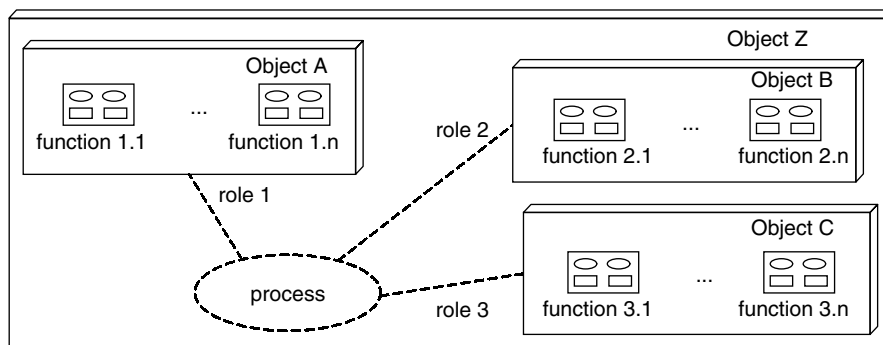 Object Z
Object A
... 
function 1.1
function 1.n
role 1
role 2
Object B
...
function 2.1
function 2.n
process
role 3
Object C
...
function 3.1
function 3.n